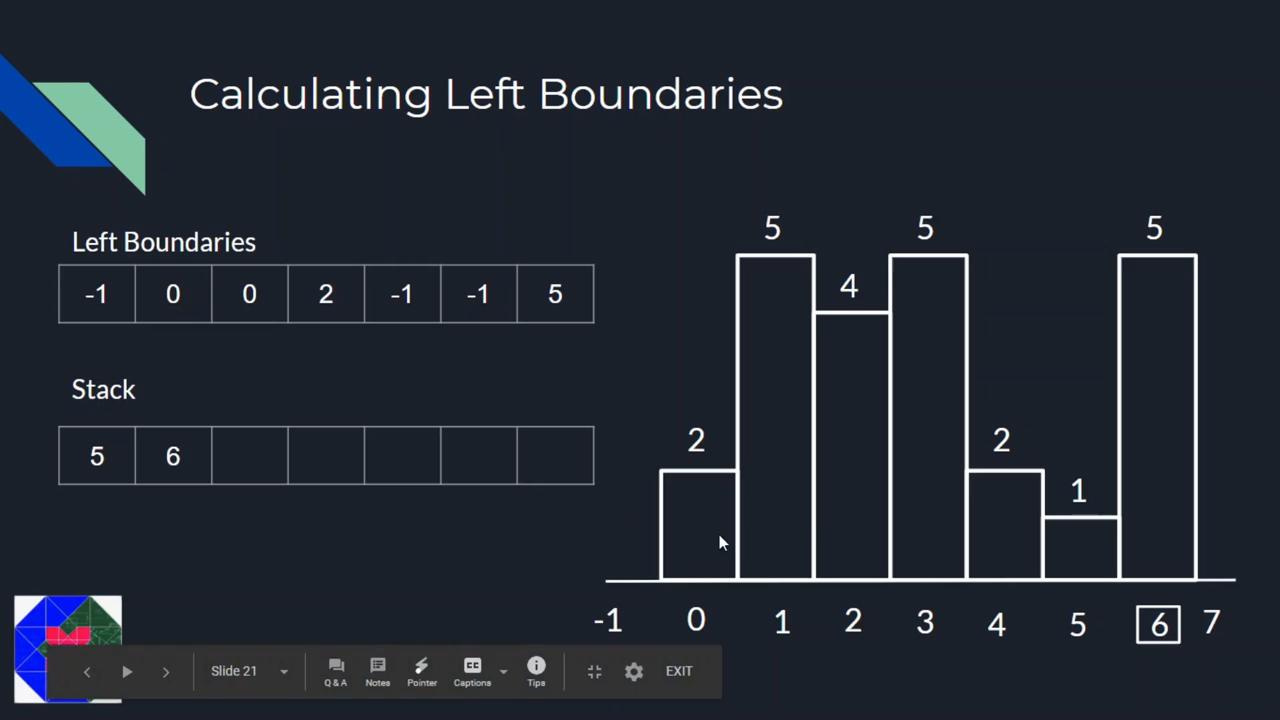 Calculating Left Boundaries
Left Boundaries
-1 0 0 2 -1 -1 5
Stack
5 6
5 5 5
4
2 2
1
-1 0 1 2 3 4 5 6 7
Slide 21
Q & A Notes Pointer Captions Tips
CC
EXIT